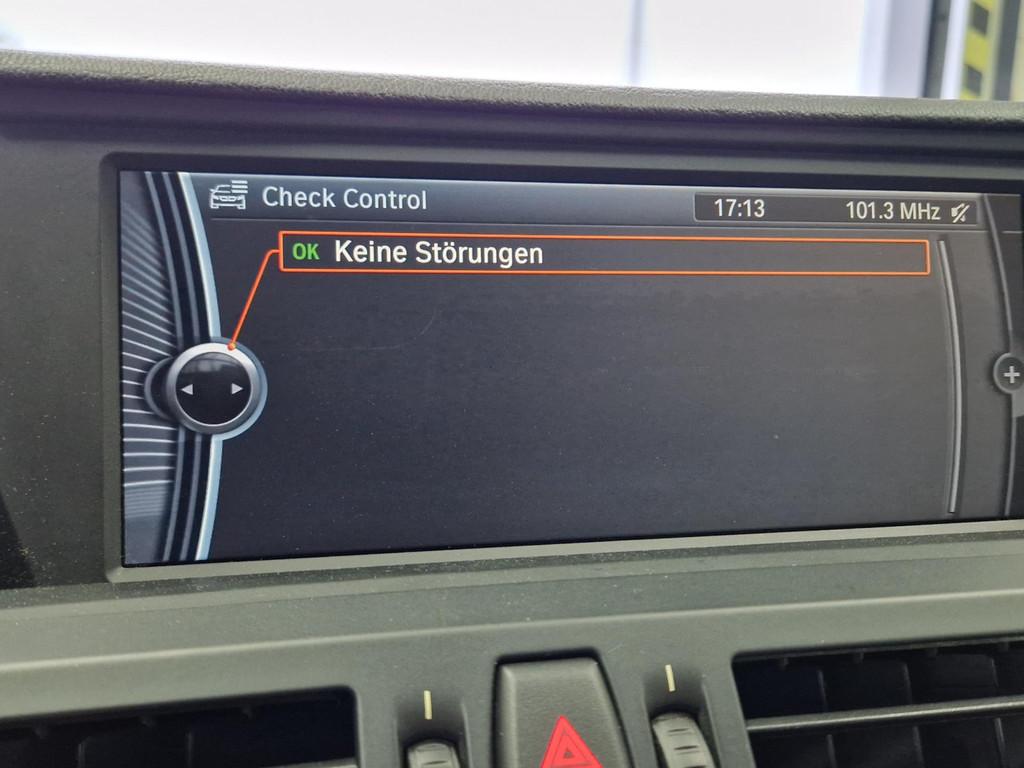 Check Control
17:13 101.3 MHz
OK Keine Störungen